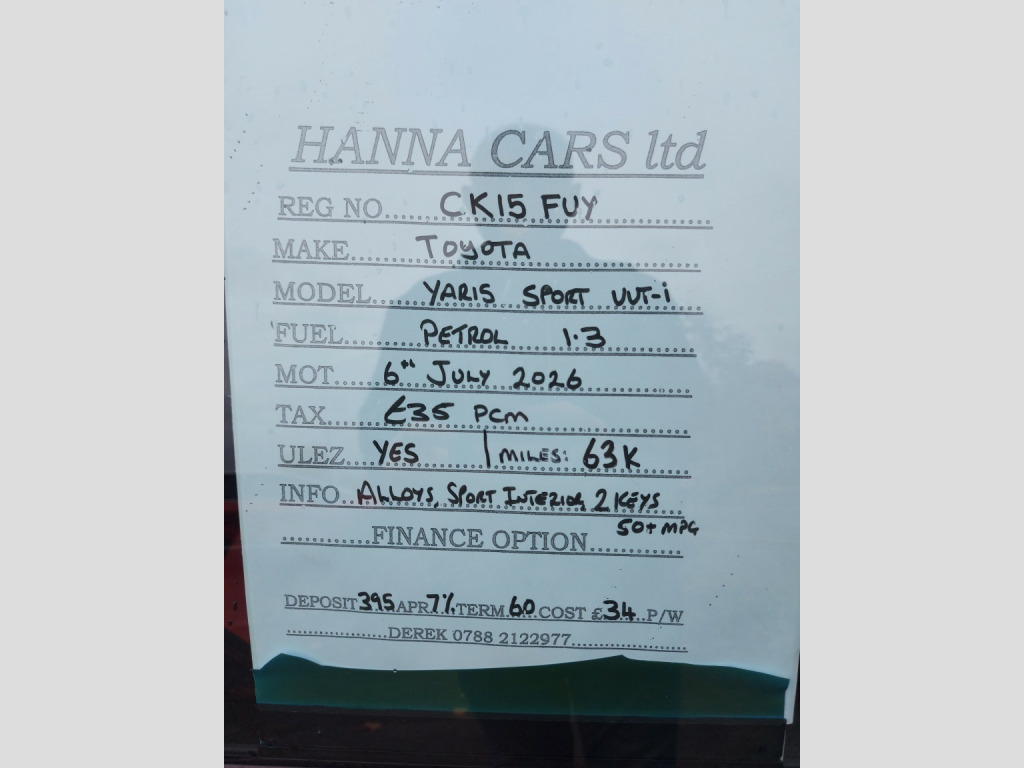 HANNA CARS ltd
REG NO..... CK15 FUY
MAKE...... TOYOTA
MODEL..... YARIS SPORT VVT-i
FUEL........ PETROL 1.3
MOT...... 6TH JULY 2026
TAX...... £35 PCM
ULEZ... YES | MILES: 63K
INFO.. ALLOYS, SPORT INTERIOR, 2 KEYS
50+ MPG
............FINANCE OPTION............
DEPOSIT 395 APR 7% TERM 60 COST £34 P/W
..................DEREK 0788 2122977.....................